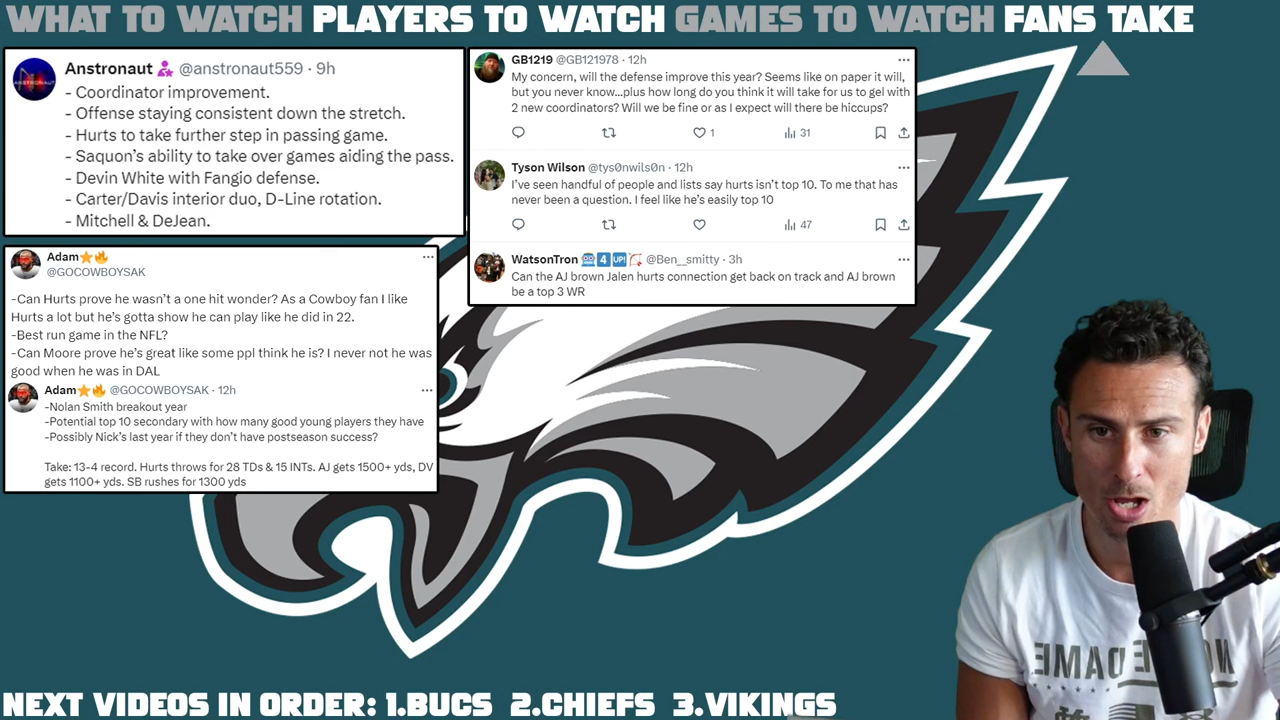 WHAT TO WATCH PLAYERS TO WATCH GAMES TO WATCH FANS TAKE
Anstronaut @anstronaut559 · 9h
- Coordinator improvement.
- Offense staying consistent down the stretch.
- Hurts to take further step in passing game.
- Saquon's ability to take over games aiding the pass.
- Devin White with Fangio defense.
- Carter/Davis interior duo, D-Line rotation.
- Mitchell & DeJean.
GB1219 @GB121978 · 12h
My concern, will the defense improve this year? Seems like on paper it will,
but you never know...plus how long do you think it will take for us to gel with
2 new coordinators? Will we be fine or as I expect will there be hiccups?
1 31
Tyson Wilson @tys0nwils0n · 12h
I've seen handful of people and lists say hurts isn't top 10. To me that has
never been a question. I feel like he's easily top 10
47
WatsonTron 4 UP! @Ben__smitty · 3h
Can the AJ brown Jalen hurts connection get back on track and AJ brown
be a top 3 WR
Adam
@GOCOWBOYSAK
-Can Hurts prove he wasn't a one hit wonder? As a Cowboy fan I like
Hurts a lot but he's gotta show he can play like he did in 22.
-Best run game in the NFL?
-Can Moore prove he's great like some ppl think he is? I never not he was
good when he was in DAL
Adam @GOCOWBOYSAK · 12h
-Nolan Smith breakout year
-Potential top 10 secondary with how many good young players they have
-Possibly Nick's last year if they don't have postseason success?
Take: 13-4 record. Hurts throws for 28 TDs & 15 INTs. AJ gets 1500+ yds, DV
gets 1100+ yds. SB rushes for 1300 yds
NEXT VIDEOS IN ORDER: 1.BUCS 2.CHIEFS 3.VIKINGS